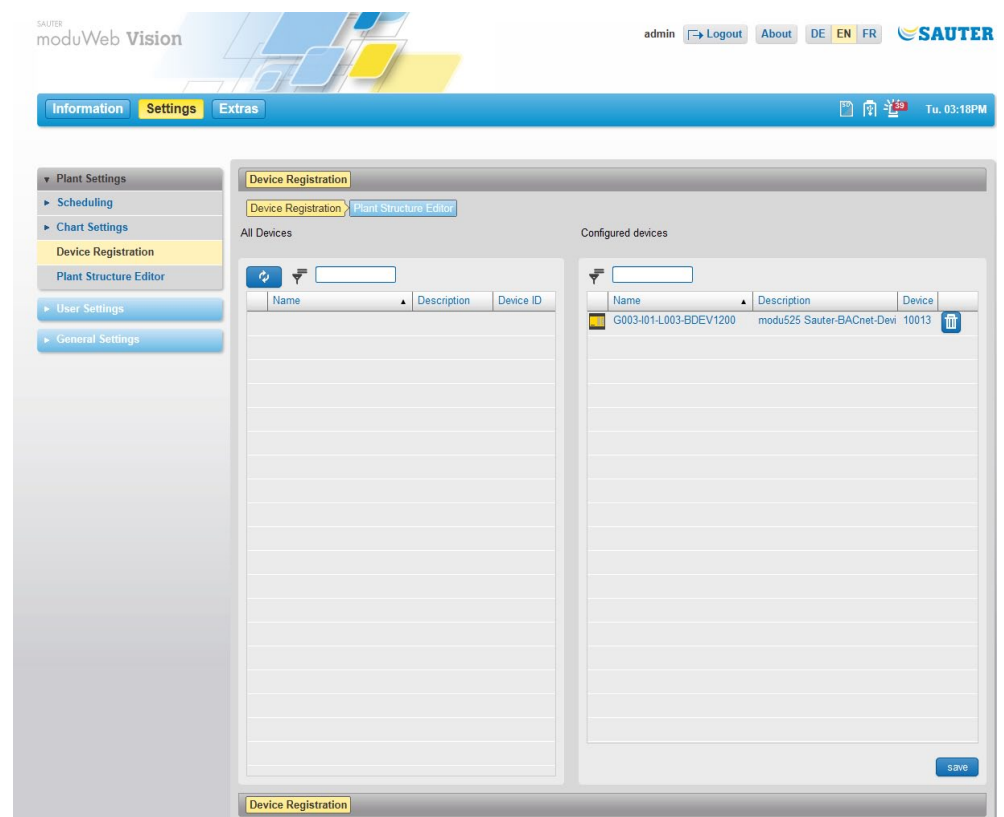 SAUTER
moduWeb Vision
admin Logout About DE EN FR SAUTER
Information Settings Extras
39 Tu. 03:18PM
Plant Settings
Scheduling
Chart Settings
Device Registration
Plant Structure Editor
User Settings
General Settings
Device Registration
Device Registration Plant Structure Editor
All Devices
Configured devices
Name Description Device ID
Name Description Device
G003-I01-L003-BDEV1200 modu525 Sauter-BACnet-Devi 10013
save
Device Registration